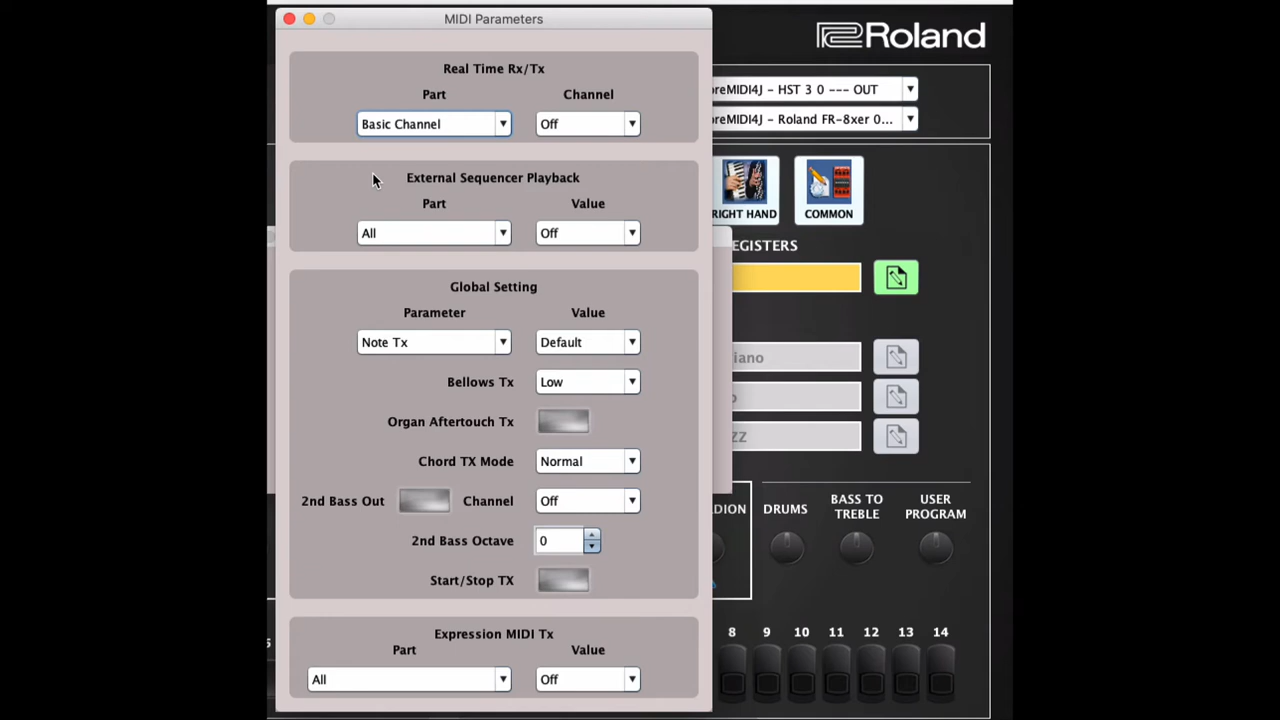 MIDI Parameters
Roland
Real Time Rx/Tx
Part Channel
Basic Channel Off
External Sequencer Playback
Part Value
All Off
Global Setting
Parameter Value
Note Tx Default
Bellows Tx Low
Organ Aftertouch Tx
Chord TX Mode Normal
2nd Bass Out Channel Off
2nd Bass Octave 0
Start/Stop TX
Expression MIDI Tx
Part Value
All Off
oreMIDI4J - HST 3 0 --- OUT
oreMIDI4J - Roland FR-8xer 0...
RIGHT HAND COMMON
EGISTERS
iano
o
ZZ
DION DRUMS BASS TO TREBLE USER PROGRAM
8 9 10 11 12 13 14